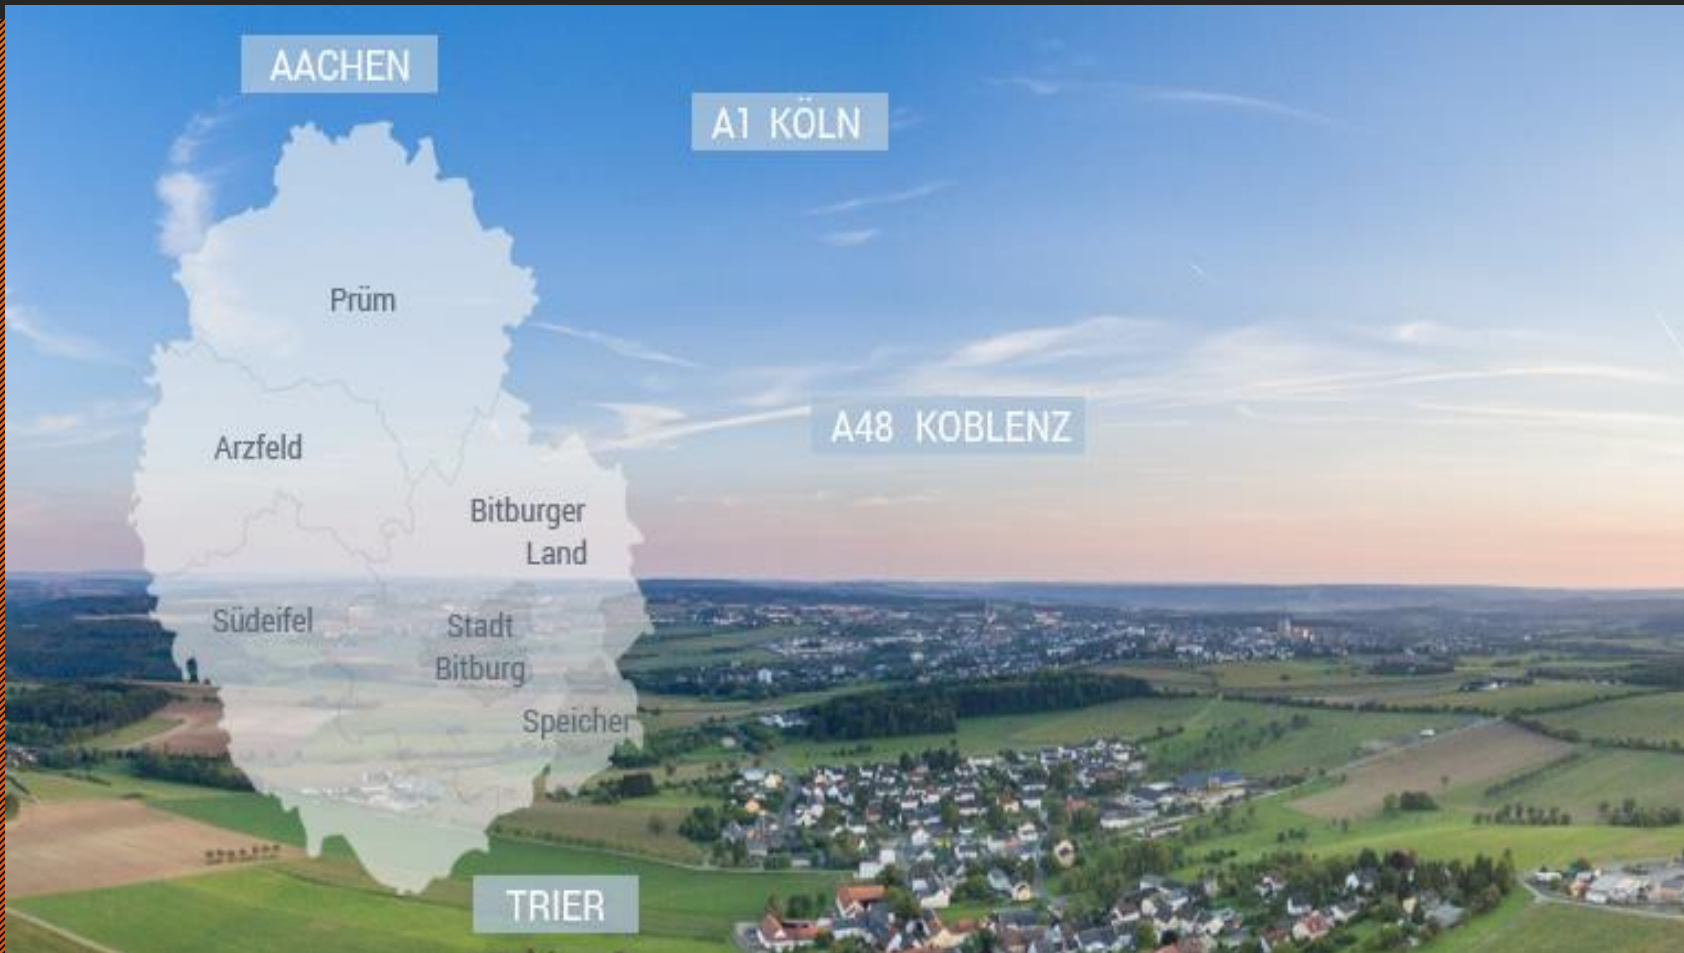 AACHEN
A1 KÖLN
Prüm
A48 KOBLENZ
Arzfeld
Bitburger
Land
Südeifel
Stadt
Bitburg
Speicher
TRIER